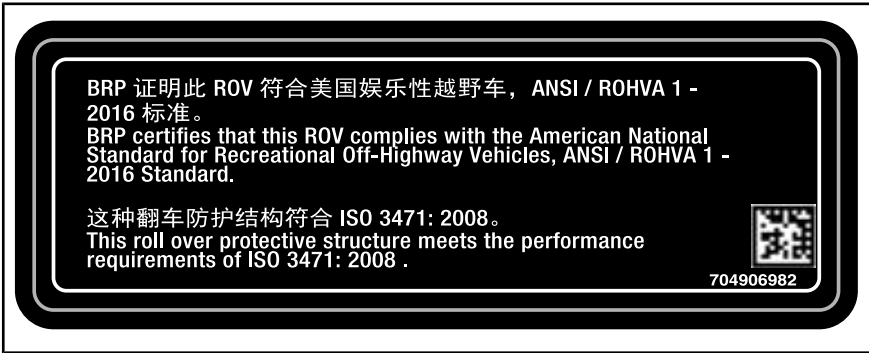 BRP 证明此 ROV 符合美国娱乐性越野车，ANSI / ROHVA 1 -
2016 标准。
BRP certifies that this ROV complies with the American National
Standard for Recreational Off-Highway Vehicles, ANSI / ROHVA 1 -
2016 Standard.
这种翻车防护结构符合 ISO 3471: 2008。
This roll over protective structure meets the performance
requirements of ISO 3471: 2008 .
704906982